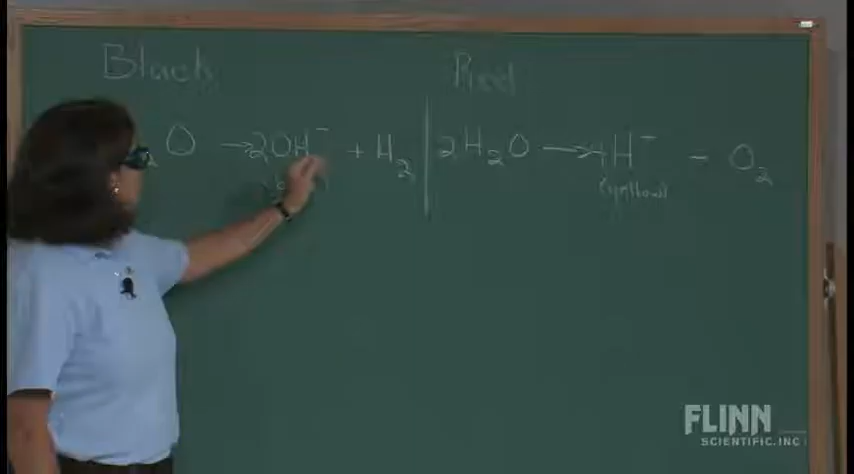 Black
O → 2OH⁻ + H₂
Red
2H₂O → 4H⁻ - O₂
(yellow)
FLINN
SCIENTIFIC, INC